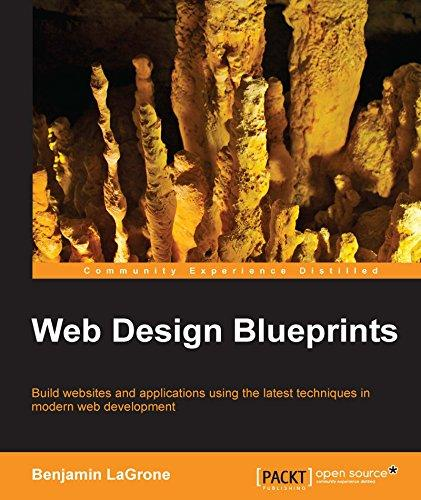 Community Experience Distilled
Web Design Blueprints
Build websites and applications using the latest techniques in
modern web development
Benjamin LaGrone
[PACKT]
PUBLISHING
open source*
community experience distilled